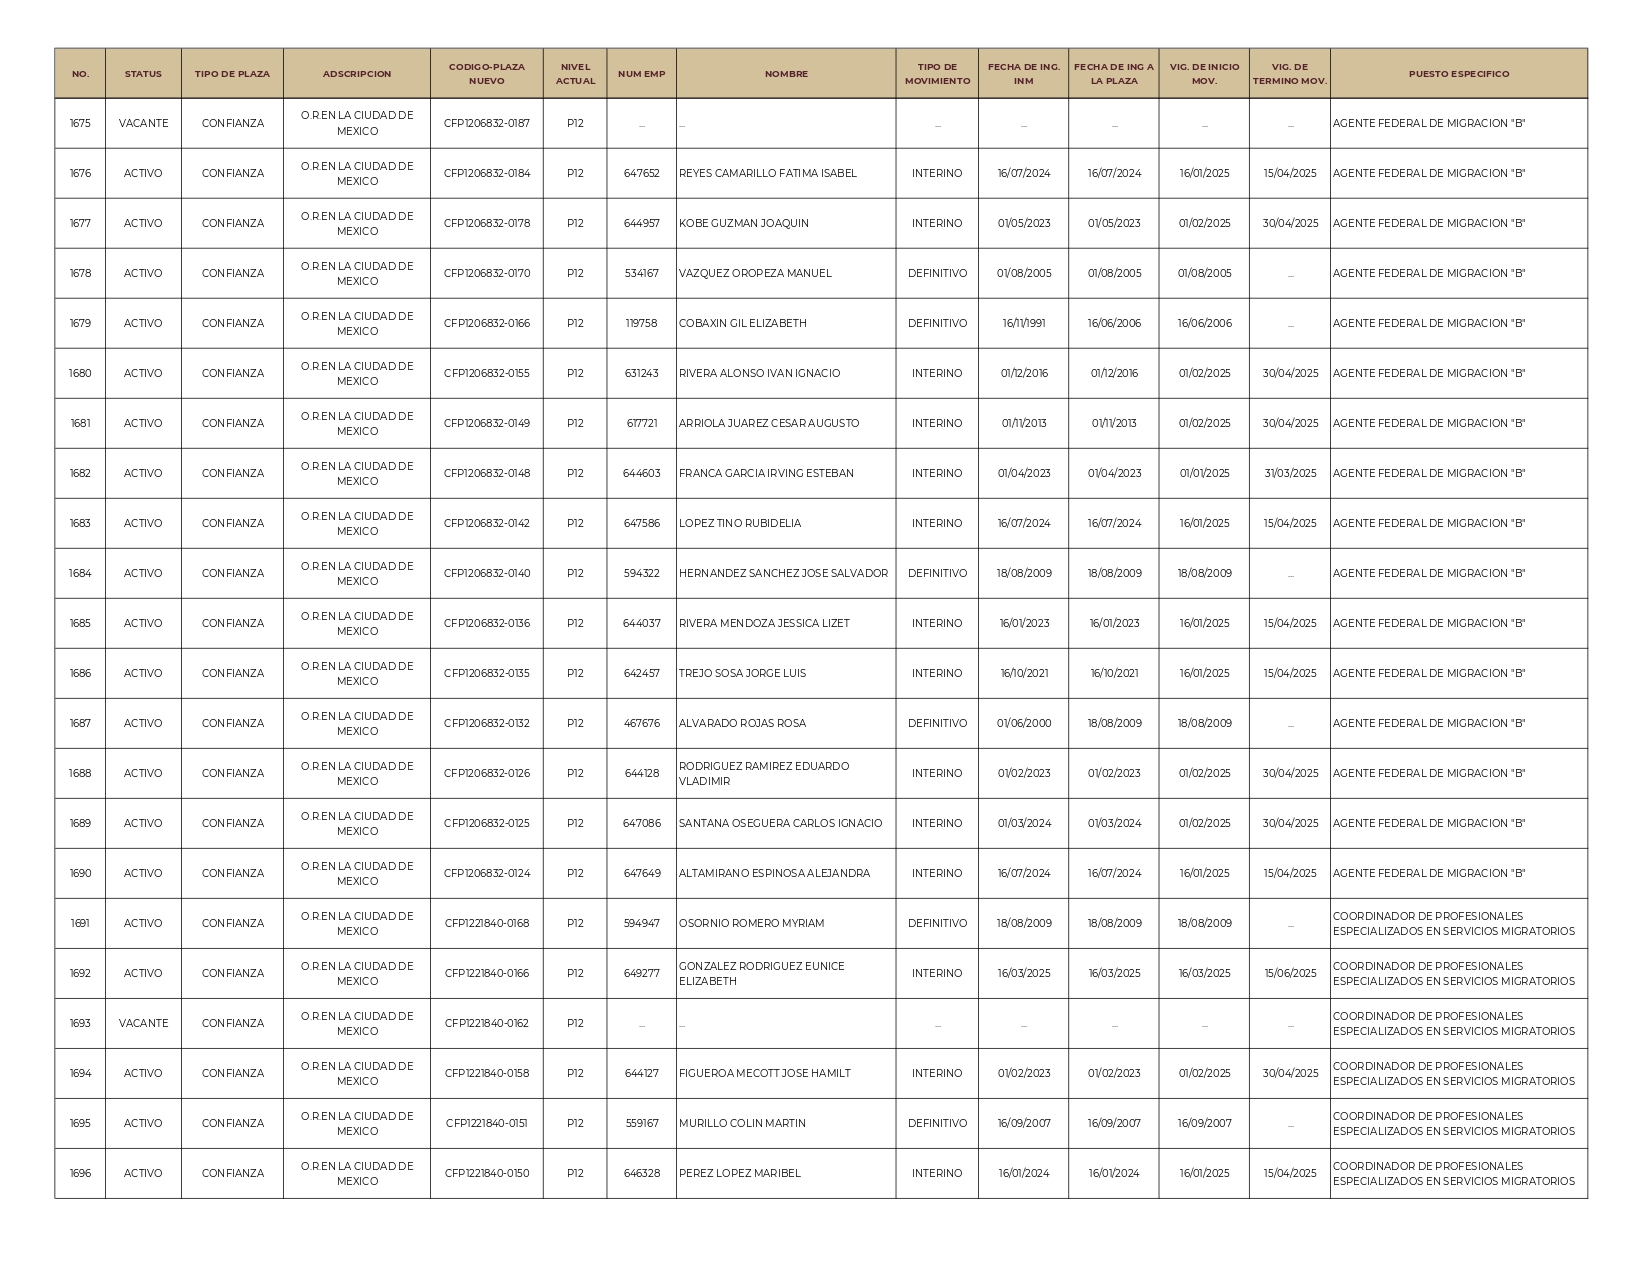 NO. STATUS TIPO DE PLAZA ADSCRIPCION CODIGO-PLAZA NUEVO NIVEL ACTUAL NUM EMP NOMBRE TIPO DE MOVIMIENTO FECHA DE ING. INM FECHA DE ING A LA PLAZA VIG. DE INICIO MOV. VIG. DE TERMINO MOV. PUESTO ESPECIFICO
1675 VACANTE CONFIANZA O.R.EN LA CIUDAD DE MEXICO CFP1206832-0187 P12 ... ... ... ... ... ... ... AGENTE FEDERAL DE MIGRACION "B"
1676 ACTIVO CONFIANZA O.R.EN LA CIUDAD DE MEXICO CFP1206832-0184 P12 647652 REYES CAMARILLO FATIMA ISABEL INTERINO 16/07/2024 16/07/2024 16/01/2025 15/04/2025 AGENTE FEDERAL DE MIGRACION "B"
1677 ACTIVO CONFIANZA O.R.EN LA CIUDAD DE MEXICO CFP1206832-0178 P12 644957 KOBE GUZMAN JOAQUIN INTERINO 01/05/2023 01/05/2023 01/02/2025 30/04/2025 AGENTE FEDERAL DE MIGRACION "B"
1678 ACTIVO CONFIANZA O.R.EN LA CIUDAD DE MEXICO CFP1206832-0170 P12 534167 VAZQUEZ OROPEZA MANUEL DEFINITIVO 01/08/2005 01/08/2005 01/08/2005 ... AGENTE FEDERAL DE MIGRACION "B"
1679 ACTIVO CONFIANZA O.R.EN LA CIUDAD DE MEXICO CFP1206832-0166 P12 119758 COBAXIN GIL ELIZABETH DEFINITIVO 16/11/1991 16/06/2006 16/06/2006 ... AGENTE FEDERAL DE MIGRACION "B"
1680 ACTIVO CONFIANZA O.R.EN LA CIUDAD DE MEXICO CFP1206832-0155 P12 631243 RIVERA ALONSO IVAN IGNACIO INTERINO 01/12/2016 01/12/2016 01/02/2025 30/04/2025 AGENTE FEDERAL DE MIGRACION "B"
1681 ACTIVO CONFIANZA O.R.EN LA CIUDAD DE MEXICO CFP1206832-0149 P12 617721 ARRIOLA JUAREZ CESAR AUGUSTO INTERINO 01/11/2013 01/11/2013 01/02/2025 30/04/2025 AGENTE FEDERAL DE MIGRACION "B"
1682 ACTIVO CONFIANZA O.R.EN LA CIUDAD DE MEXICO CFP1206832-0148 P12 644603 FRANCA GARCIA IRVING ESTEBAN INTERINO 01/04/2023 01/04/2023 01/01/2025 31/03/2025 AGENTE FEDERAL DE MIGRACION "B"
1683 ACTIVO CONFIANZA O.R.EN LA CIUDAD DE MEXICO CFP1206832-0142 P12 647586 LOPEZ TINO RUBIDELIA INTERINO 16/07/2024 16/07/2024 16/01/2025 15/04/2025 AGENTE FEDERAL DE MIGRACION "B"
1684 ACTIVO CONFIANZA O.R.EN LA CIUDAD DE MEXICO CFP1206832-0140 P12 594322 HERNANDEZ SANCHEZ JOSE SALVADOR DEFINITIVO 18/08/2009 18/08/2009 18/08/2009 ... AGENTE FEDERAL DE MIGRACION "B"
1685 ACTIVO CONFIANZA O.R.EN LA CIUDAD DE MEXICO CFP1206832-0136 P12 644037 RIVERA MENDOZA JESSICA LIZET INTERINO 16/01/2023 16/01/2023 16/01/2025 15/04/2025 AGENTE FEDERAL DE MIGRACION "B"
1686 ACTIVO CONFIANZA O.R.EN LA CIUDAD DE MEXICO CFP1206832-0135 P12 642457 TREJO SOSA JORGE LUIS INTERINO 16/10/2021 16/10/2021 16/01/2025 15/04/2025 AGENTE FEDERAL DE MIGRACION "B"
1687 ACTIVO CONFIANZA O.R.EN LA CIUDAD DE MEXICO CFP1206832-0132 P12 467676 ALVARADO ROJAS ROSA DEFINITIVO 01/06/2000 18/08/2009 18/08/2009 ... AGENTE FEDERAL DE MIGRACION "B"
1688 ACTIVO CONFIANZA O.R.EN LA CIUDAD DE MEXICO CFP1206832-0126 P12 644128 RODRIGUEZ RAMIREZ EDUARDO VLADIMIR INTERINO 01/02/2023 01/02/2023 01/02/2025 30/04/2025 AGENTE FEDERAL DE MIGRACION "B"
1689 ACTIVO CONFIANZA O.R.EN LA CIUDAD DE MEXICO CFP1206832-0125 P12 647086 SANTANA OSEGUERA CARLOS IGNACIO INTERINO 01/03/2024 01/03/2024 01/02/2025 30/04/2025 AGENTE FEDERAL DE MIGRACION "B"
1690 ACTIVO CONFIANZA O.R.EN LA CIUDAD DE MEXICO CFP1206832-0124 P12 647649 ALTAMIRANO ESPINOSA ALEJANDRA INTERINO 16/07/2024 16/07/2024 16/01/2025 15/04/2025 AGENTE FEDERAL DE MIGRACION "B"
1691 ACTIVO CONFIANZA O.R.EN LA CIUDAD DE MEXICO CFP1221840-0168 P12 594947 OSORNIO ROMERO MYRIAM DEFINITIVO 18/08/2009 18/08/2009 18/08/2009 ... COORDINADOR DE PROFESIONALES ESPECIALIZADOS EN SERVICIOS MIGRATORIOS
1692 ACTIVO CONFIANZA O.R.EN LA CIUDAD DE MEXICO CFP1221840-0166 P12 649277 GONZALEZ RODRIGUEZ EUNICE ELIZABETH INTERINO 16/03/2025 16/03/2025 16/03/2025 15/06/2025 COORDINADOR DE PROFESIONALES ESPECIALIZADOS EN SERVICIOS MIGRATORIOS
1693 VACANTE CONFIANZA O.R.EN LA CIUDAD DE MEXICO CFP1221840-0162 P12 ... ... ... ... ... ... ... COORDINADOR DE PROFESIONALES ESPECIALIZADOS EN SERVICIOS MIGRATORIOS
1694 ACTIVO CONFIANZA O.R.EN LA CIUDAD DE MEXICO CFP1221840-0158 P12 644127 FIGUEROA MECOTT JOSE HAMILT INTERINO 01/02/2023 01/02/2023 01/02/2025 30/04/2025 COORDINADOR DE PROFESIONALES ESPECIALIZADOS EN SERVICIOS MIGRATORIOS
1695 ACTIVO CONFIANZA O.R.EN LA CIUDAD DE MEXICO CFP1221840-0151 P12 559167 MURILLO COLIN MARTIN DEFINITIVO 16/09/2007 16/09/2007 16/09/2007 ... COORDINADOR DE PROFESIONALES ESPECIALIZADOS EN SERVICIOS MIGRATORIOS
1696 ACTIVO CONFIANZA O.R.EN LA CIUDAD DE MEXICO CFP1221840-0150 P12 646328 PEREZ LOPEZ MARIBEL INTERINO 16/01/2024 16/01/2024 16/01/2025 15/04/2025 COORDINADOR DE PROFESIONALES ESPECIALIZADOS EN SERVICIOS MIGRATORIOS